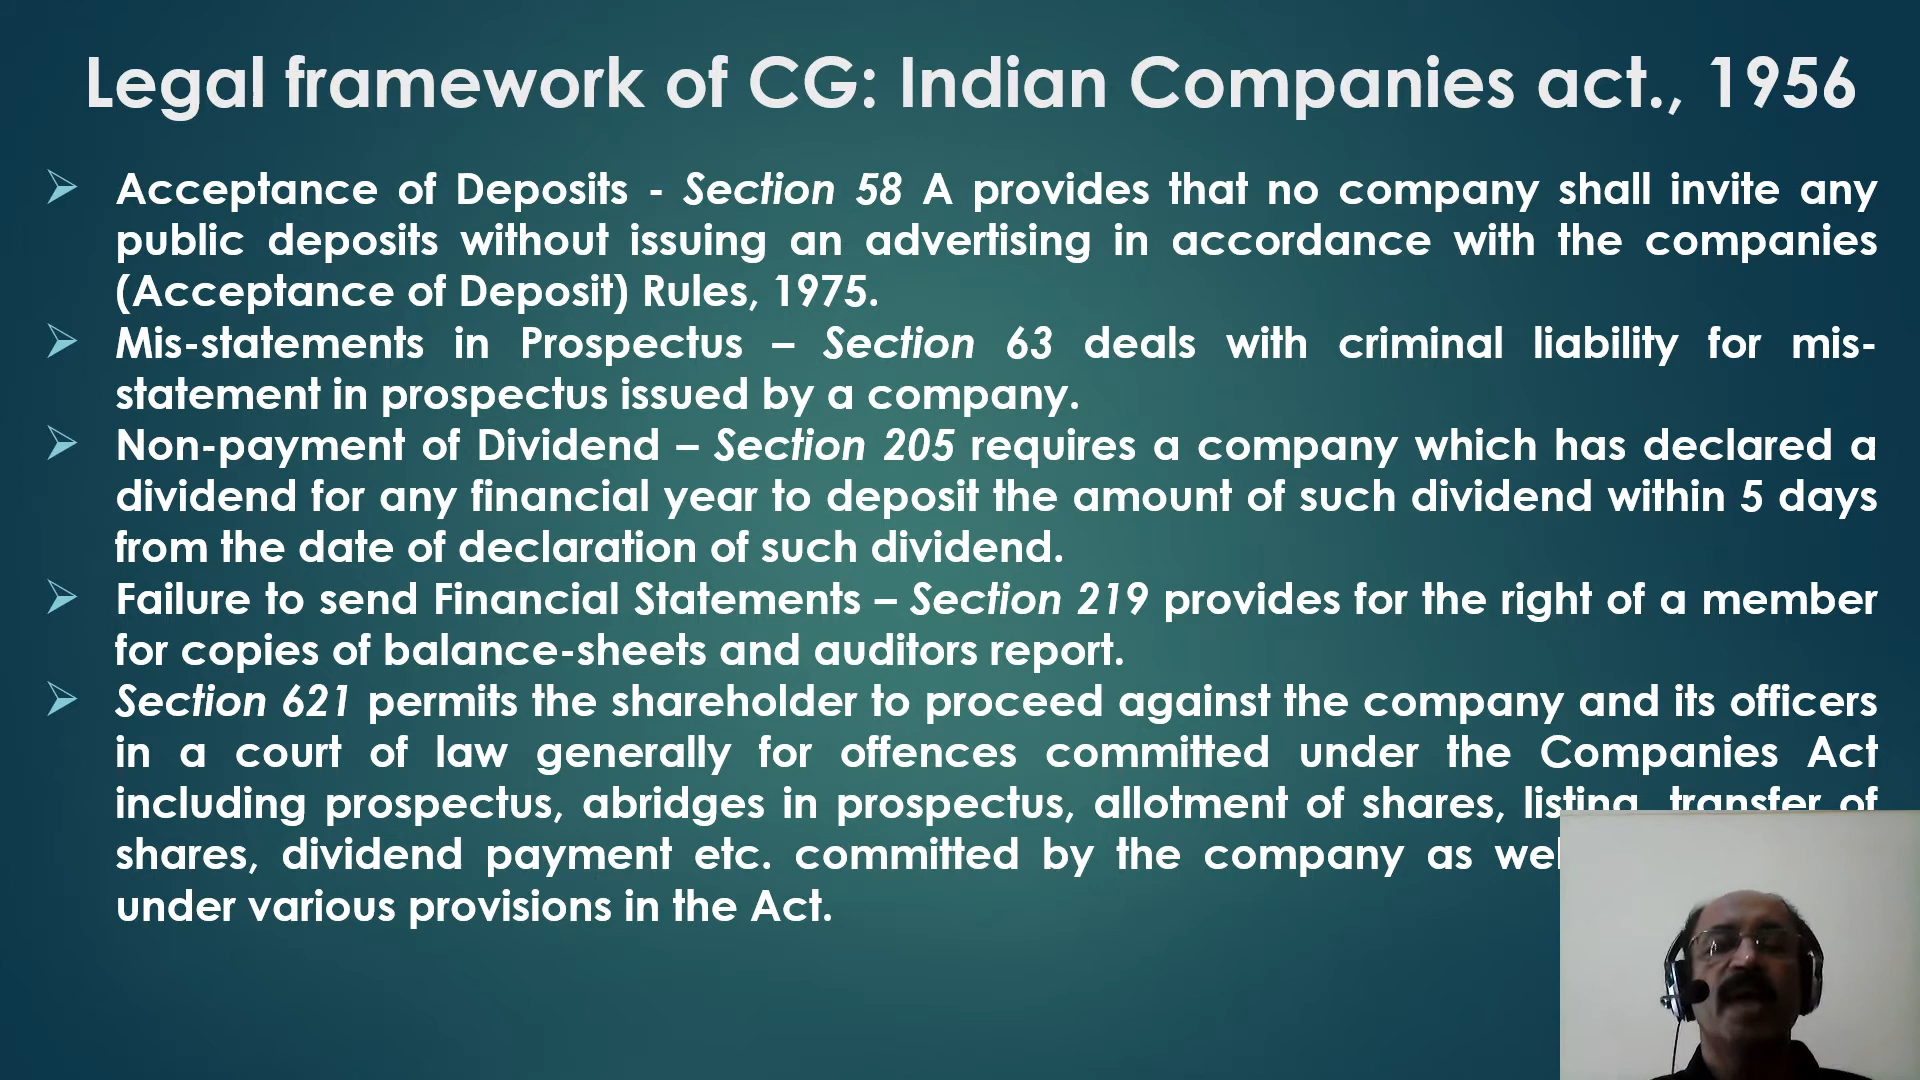 Legal framework of CG: Indian Companies act., 1956
Acceptance of Deposits - Section 58 A provides that no company shall invite any
public deposits without issuing an advertising in accordance with the companies
(Acceptance of Deposit) Rules, 1975.
Mis-statements in Prospectus – Section 63 deals with criminal liability for mis-
statement in prospectus issued by a company.
Non-payment of Dividend – Section 205 requires a company which has declared a
dividend for any financial year to deposit the amount of such dividend within 5 days
from the date of declaration of such dividend.
Failure to send Financial Statements – Section 219 provides for the right of a member
for copies of balance-sheets and auditors report.
Section 621 permits the shareholder to proceed against the company and its officers
in a court of law generally for offences committed under the Companies Act
including prospectus, abridges in prospectus, allotment of shares, listing, transfer of
shares, dividend payment etc. committed by the company as
under various provisions in the Act.